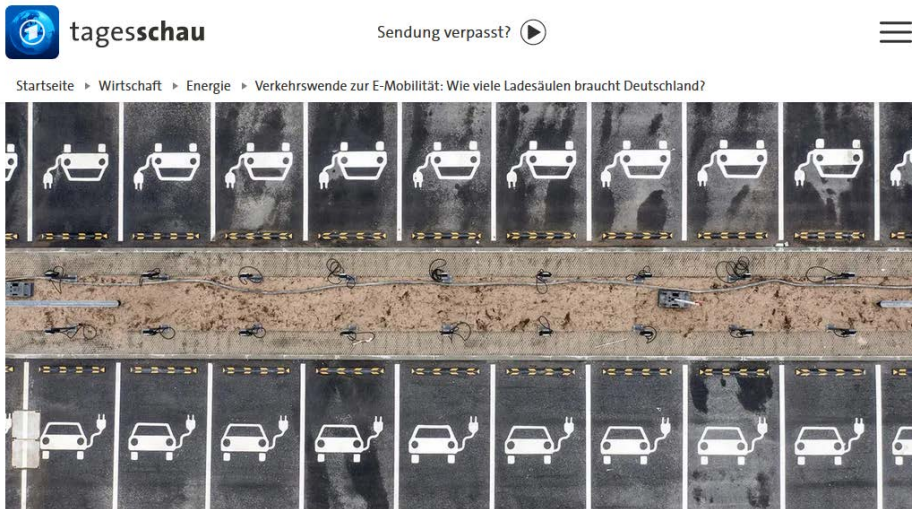 tagesschau
Sendung verpasst?
Startseite Wirtschaft Energie Verkehrswende zur E-Mobilität: Wie viele Ladesäulen braucht Deutschland?